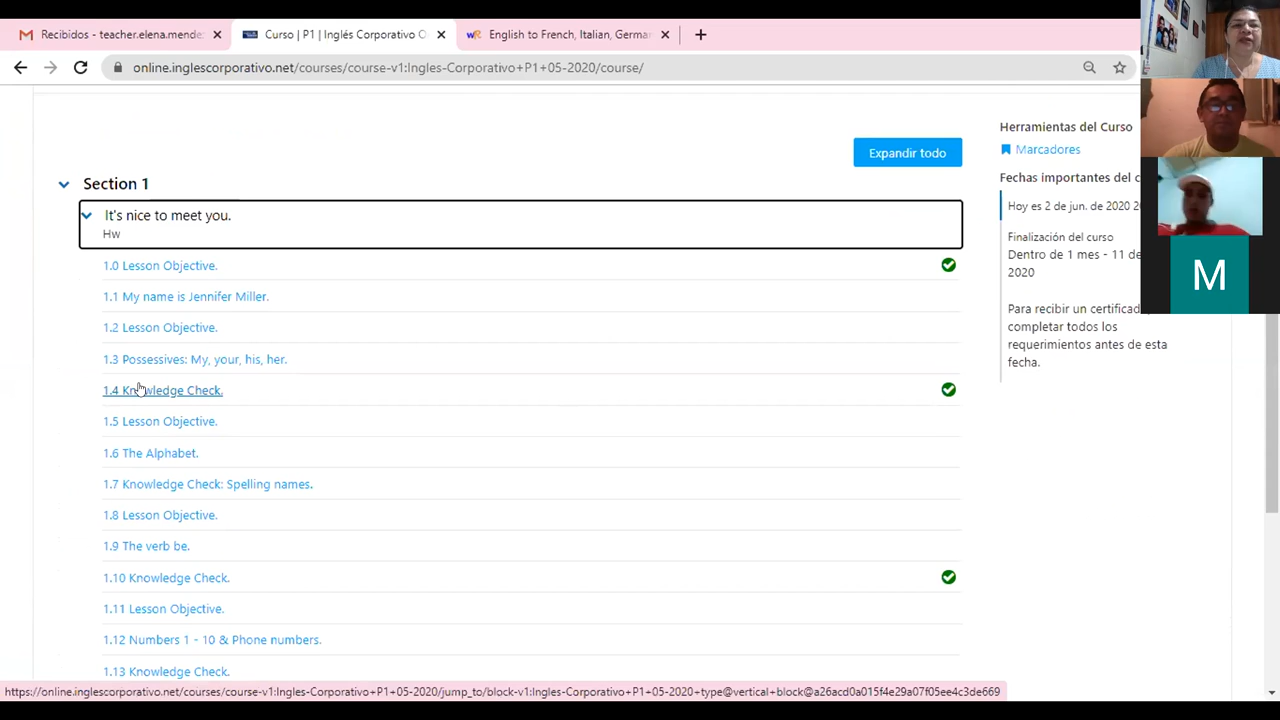 Recibidos - teacher.elena.mende
Curso | P1 | Inglés Corporativo O
English to French, Italian, Germa
online.inglescorporativo.net/courses/course-v1:Ingles-Corporativo+P1+05-2020/course/
Expandir todo
Herramientas del Curso
Marcadores
Fechas importantes del c
Hoy es 2 de jun. de 2020 2
Finalización del curso
Dentro de 1 mes - 11 de
2020
Para recibir un certificad
completar todos los
requerimientos antes de esta
fecha.
Section 1
It's nice to meet you.
Hw
1.0 Lesson Objective.
1.1 My name is Jennifer Miller.
1.2 Lesson Objective.
1.3 Possessives: My, your, his, her.
1.4 Knowledge Check.
1.5 Lesson Objective.
1.6 The Alphabet.
1.7 Knowledge Check: Spelling names.
1.8 Lesson Objective.
1.9 The verb be.
1.10 Knowledge Check.
1.11 Lesson Objective.
1.12 Numbers 1 - 10 & Phone numbers.
1.13 Knowledge Check.
https://online.inglescorporativo.net/courses/course-v1:Ingles-Corporativo+P1+05-2020/jump_to/block-v1:Ingles-Corporativo+P1+05-2020+type@vertical+block@a26acd0a015f4e29a07f05ee4c3de669
M